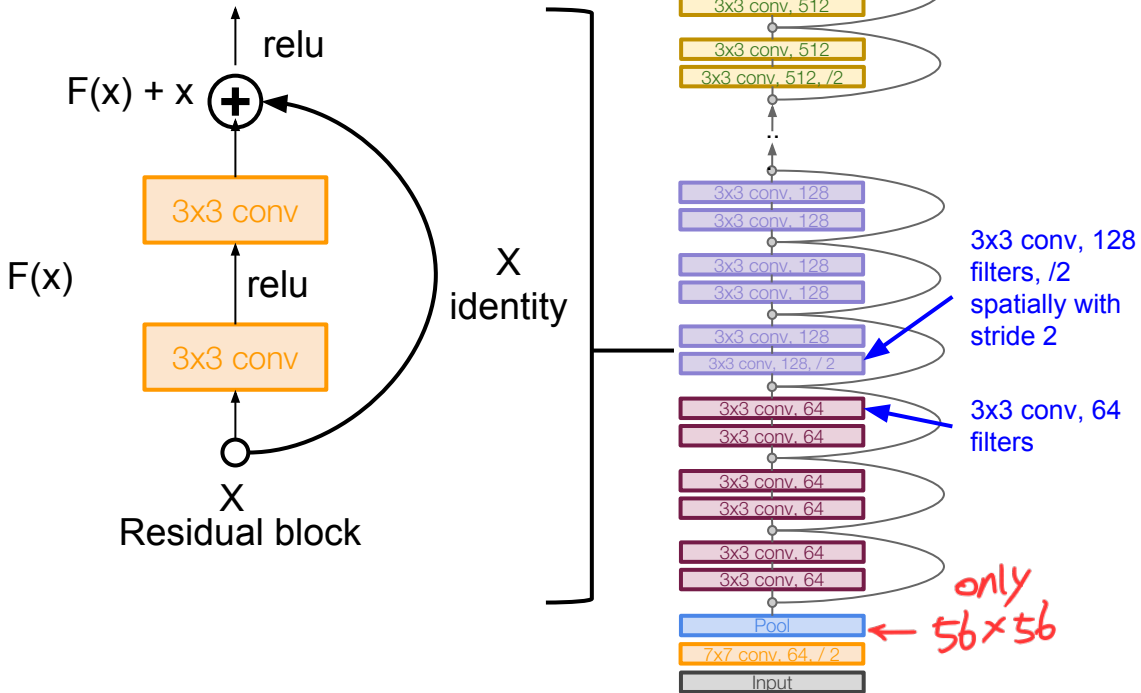 relu
F(x) + x
3x3 conv
F(x)
relu
3x3 conv
X
Residual block
X
identity
3x3 conv, 512
3x3 conv, 512
3x3 conv, 512, /2
..
3x3 conv, 128
3x3 conv, 128
3x3 conv, 128
3x3 conv, 128
3x3 conv, 128
3x3 conv, 128, / 2
3x3 conv, 64
3x3 conv, 64
3x3 conv, 64
3x3 conv, 64
3x3 conv, 64
3x3 conv, 64
Pool
7x7 conv, 64, / 2
Input
3x3 conv, 128
filters, /2
spatially with
stride 2
3x3 conv, 64
filters
only
56×56